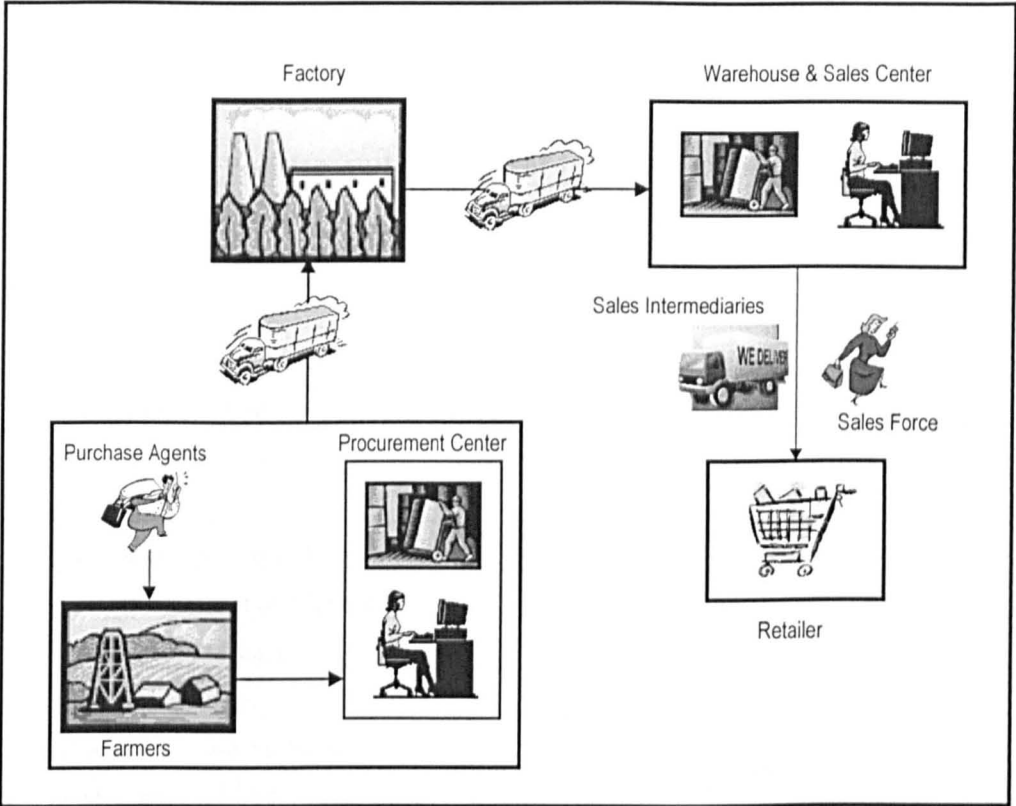 Factory
Warehouse & Sales Center
Sales Intermediaries
WE DELIVER
Sales Force
Purchase Agents
Procurement Center
Retailer
Farmers